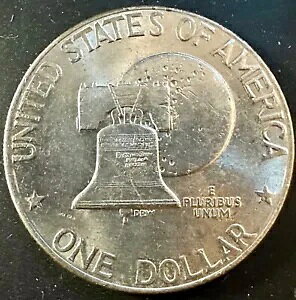 UNITED STATES OF AMERICA
E
PLURIBUS
UNUM
ONE DOLLAR